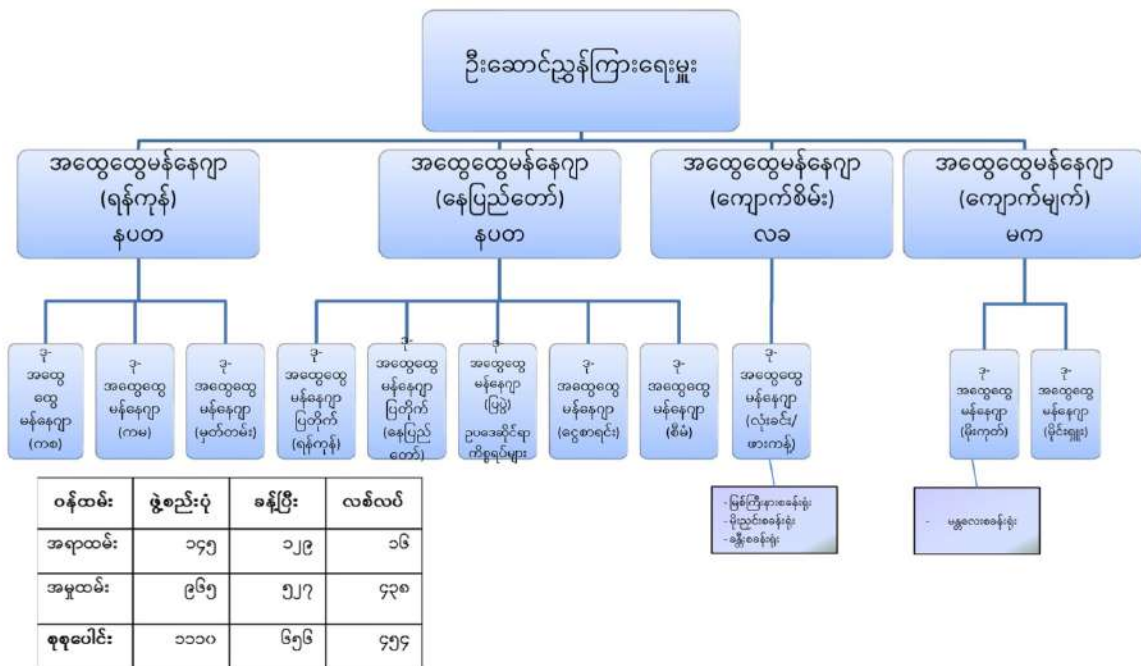 ဦးဆောင်ညွှန်ကြားရေးမှူး
အထွေထွေမန်နေဂျာ
(ရန်ကုန်)
နပတ
အထွေထွေမန်နေဂျာ
(နေပြည်တော်)
နပတ
အထွေထွေမန်နေဂျာ
(ကျောက်စိမ်း)
လခ
အထွေထွေမန်နေဂျာ
(ကျောက်မျက်)
မက
ဒု-
အထွေ
ထွေ
မန်နေဂျာ
(ကစ)
ဒု-
အထွေထွေ
မန်နေဂျာ
(ကမ)
ဒု-
အထွေထွေ
မန်နေဂျာ
(မှတ်တမ်း)
ဒု-
အထွေထွေ
မန်နေဂျာ
ပြတိုက်
(ရန်ကုန်)
ဒု-
အထွေထွေ
မန်နေဂျာ
ပြတိုက်
(နေပြည်
တော်)
ဒု
အထွေထွေ
မန်နေဂျာ
(ပြပွဲ)
ဥပဒေဆိုင်ရာ
ကိစ္စရပ်များ
ဒု-
အထွေထွေ
မန်နေဂျာ
(ငွေစာရင်း)
ဒု-
အထွေထွေ
မန်နေဂျာ
(စီမံ)
ဒု-
အထွေထွေ
မန်နေဂျာ
(လုံးခင်း/
ဖားကန့်)
ဒု-
အထွေထွေ
မန်နေဂျာ
(မိုးကုတ်)
ဒု-
အထွေထွေ
မန်နေဂျာ
(မိုင်းရှူး)
- မြစ်ကြီးနားစခန်းရုံး
- မိုးညှင်းစခန်းရုံး
- ခန္တီးစခန်းရုံး
- မန္တလေးစခန်းရုံး
ဝန်ထမ်း ဖွဲ့စည်းပုံ ခန့်ပြီး လစ်လပ်
အရာထမ်း ၁၄၅ ၁၂၉ ၁၆
အမှုထမ်း ၉၆၅ ၅၂၇ ၄၃၈
စုစုပေါင်း ၁၁၁၀ ၆၅၆ ၄၅၄